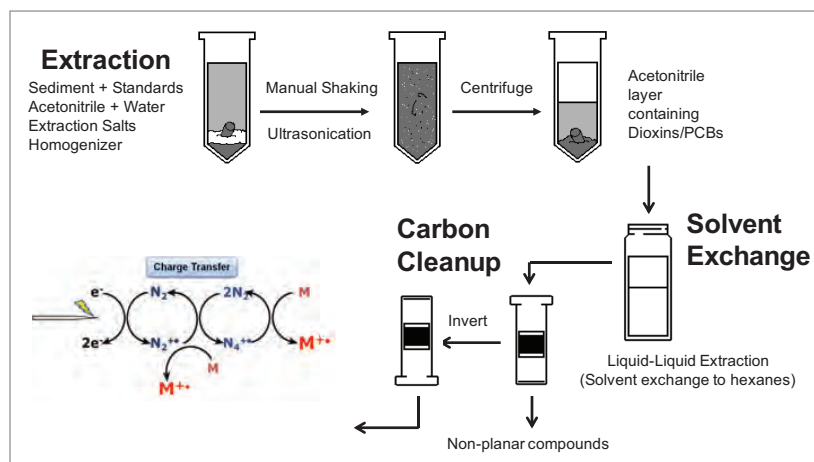 Extraction
Sediment + Standards
Acetonitrile + Water
Extraction Salts
Homogenizer
Manual Shaking
Ultrasonication
Centrifuge
Acetonitrile
layer
containing
Dioxins/PCBs
Solvent
Exchange
Liquid-Liquid Extraction
(Solvent exchange to hexanes)
Carbon
Cleanup
Invert
Non-planar compounds
Charge Transfer
e- N2 2N2 M
2e- N2+• N4+• M+•
M
M+•